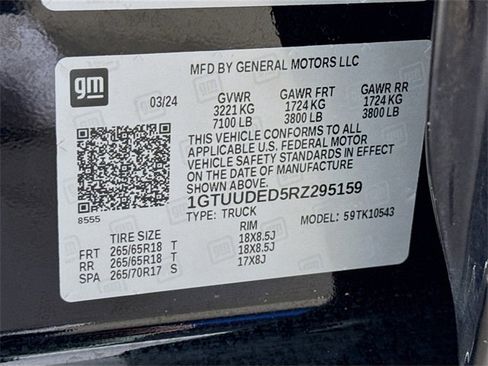 gm
MFD BY GENERAL MOTORS LLC
03/24
GVWR GAWR FRT GAWR RR
3221 KG 1724 KG 1724 KG
7100 LB 3800 LB 3800 LB
THIS VEHICLE CONFORMS TO ALL
APPLICABLE U.S. FEDERAL MOTOR
VEHICLE SAFETY STANDARDS IN EFFECT
ON THE DATE OF MANUFACTURE
SHOWN ABOVE.
8555
1GTUUDED5RZ295159
TYPE: TRUCK MODEL: 59TK10543
TIRE SIZE RIM
FRT 265/65R18 T 18X8.5J
RR 265/65R18 T 18X8.5J
SPA 265/70R17 S 17X8J